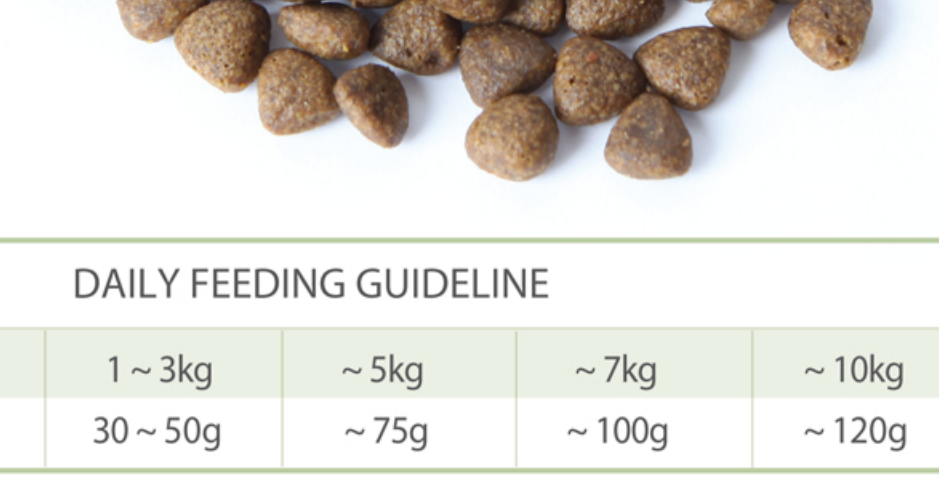 DAILY FEEDING GUIDELINE
1 ~ 3kg ~ 5kg ~ 7kg ~ 10kg
30 ~ 50g ~ 75g ~ 100g ~ 120g